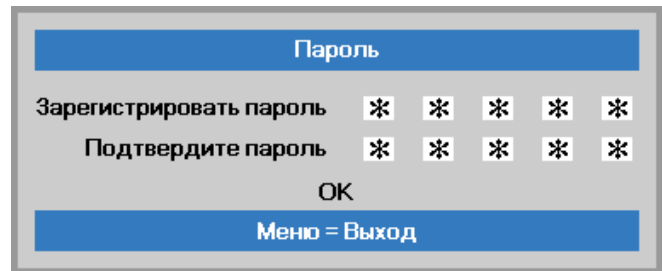 Пароль
Зарегистрировать пароль * * * * *
Подтвердите пароль * * * * *
OK
Меню = Выход